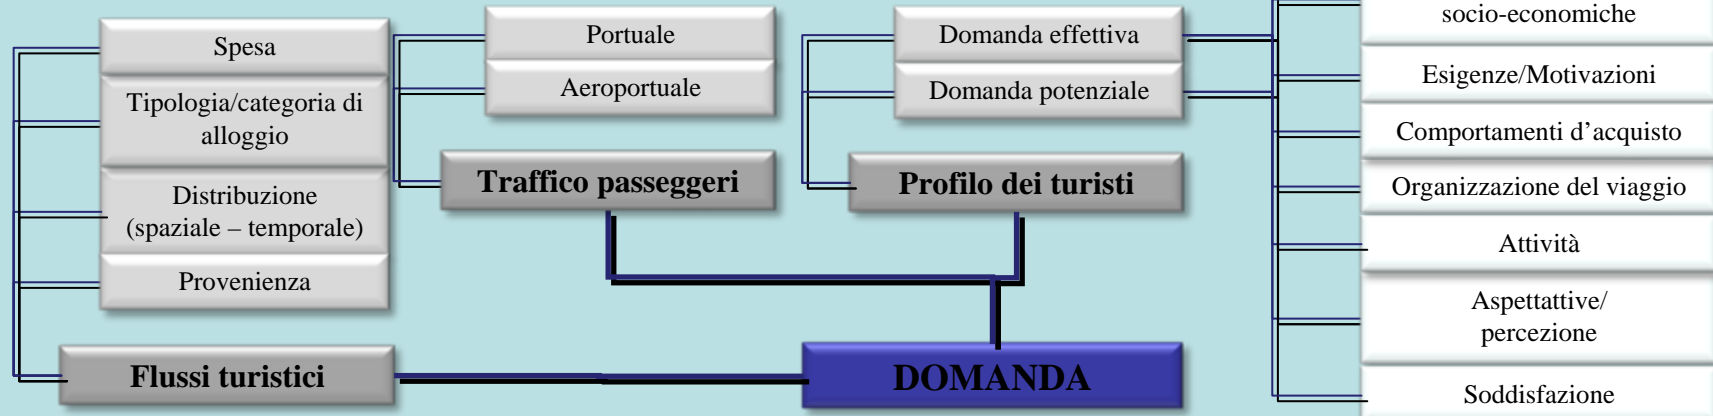 Spesa
Tipologia/categoria di
alloggio
Distribuzione
(spaziale – temporale)
Provenienza
Flussi turistici
Portuale
Aeroportuale
Traffico passeggeri
Domanda effettiva
Domanda potenziale
Profilo dei turisti
DOMANDA
socio-economiche
Esigenze/Motivazioni
Comportamenti d'acquisto
Organizzazione del viaggio
Attività
Aspettattive/
percezione
Soddisfazione